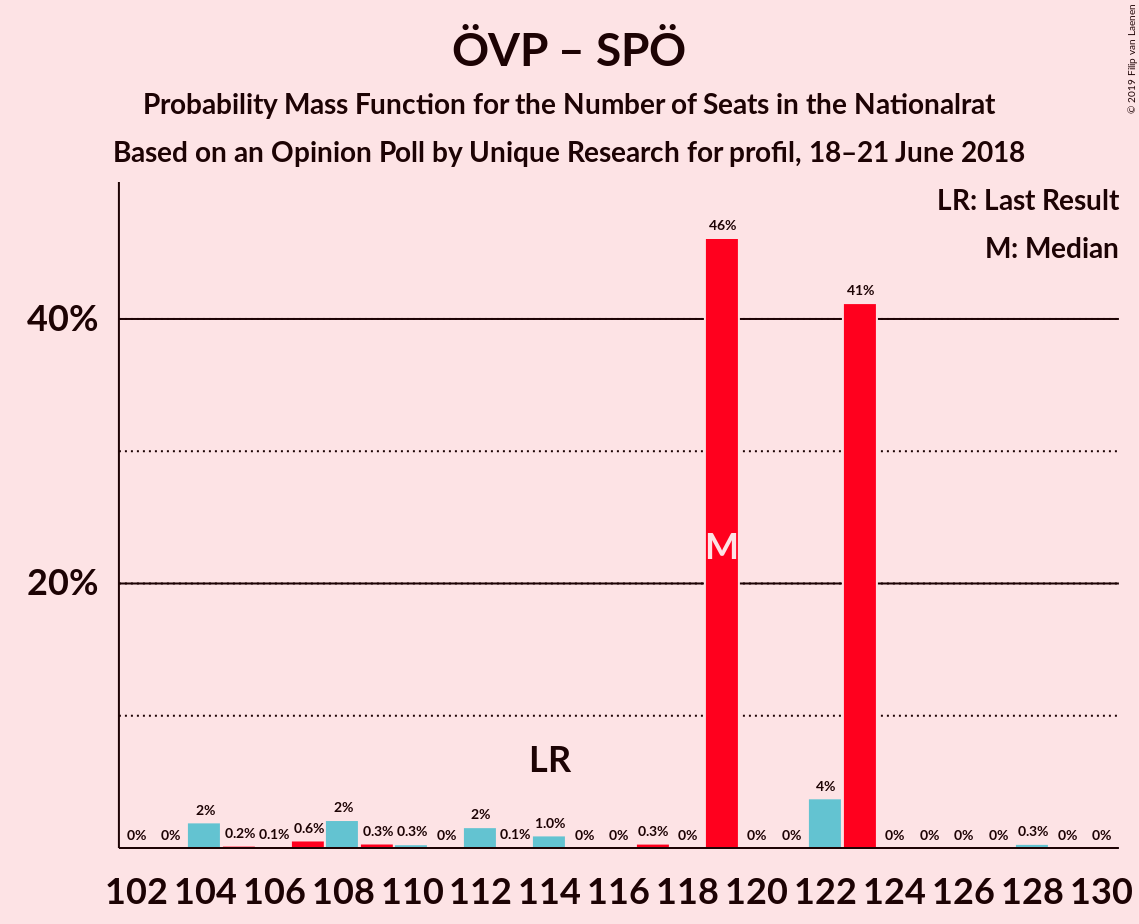 ÖVP – SPÖ
Probability Mass Function for the Number of Seats in the Nationalrat
Based on an Opinion Poll by Unique Research for profil, 18–21 June 2018
© 2019 Filip van Laenen
LR: Last Result
M: Median
40%
20%
0% 0% 2% 0.2% 0.1% 0.6% 2% 0.3% 0.3% 0% 2% 0.1% 1.0% 0% 0% 0.3% 0% 46% 0% 0% 4% 41% 0% 0% 0% 0% 0.3% 0% 0%
M
LR
102 104 106 108 110 112 114 116 118 120 122 124 126 128 130